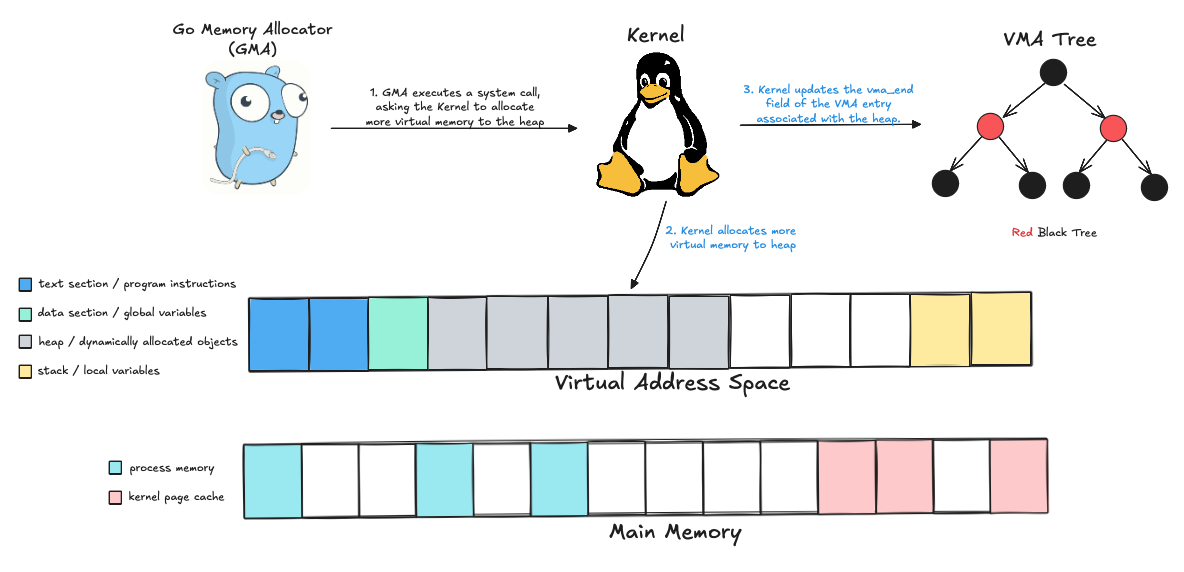 Go Memory Allocator
(GMA)
Kernel
VMA Tree
1. GMA executes a system call,
asking the Kernel to allocate
more virtual memory to the heap
3. Kernel updates the vma_end
field of the VMA entry
associated with the heap.
2. Kernel allocates more
virtual memory to heap
Red Black Tree
text section / program instructions
data section / global variables
heap / dynamically allocated objects
stack / local variables
Virtual Address Space
process memory
kernel page cache
Main Memory